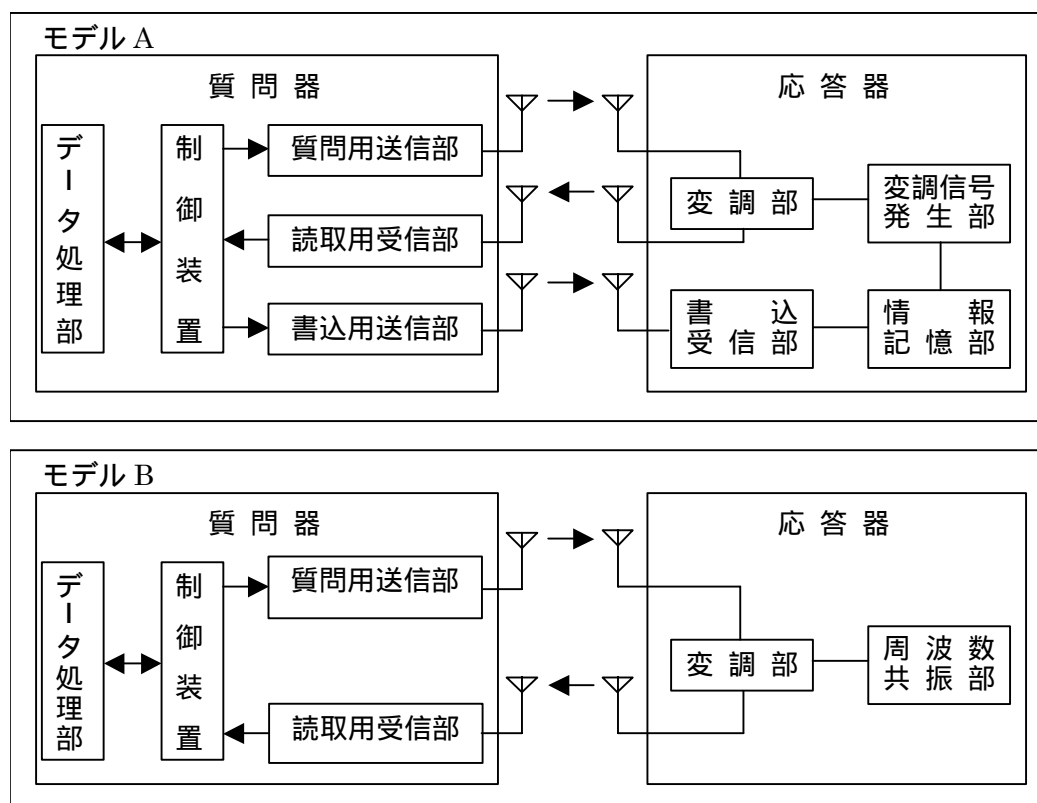 モデル A
質 問 器
応 答 器
データ処理部
制御装置
質問用送信部
読取用受信部
書込用送信部
変 調 部
変調信号
発 生 部
書 込
受 信 部
情 報
記 憶 部
モデル B
質 問 器
応 答 器
データ処理部
制御装置
質問用送信部
読取用受信部
変 調 部
周 波 数
共 振 部